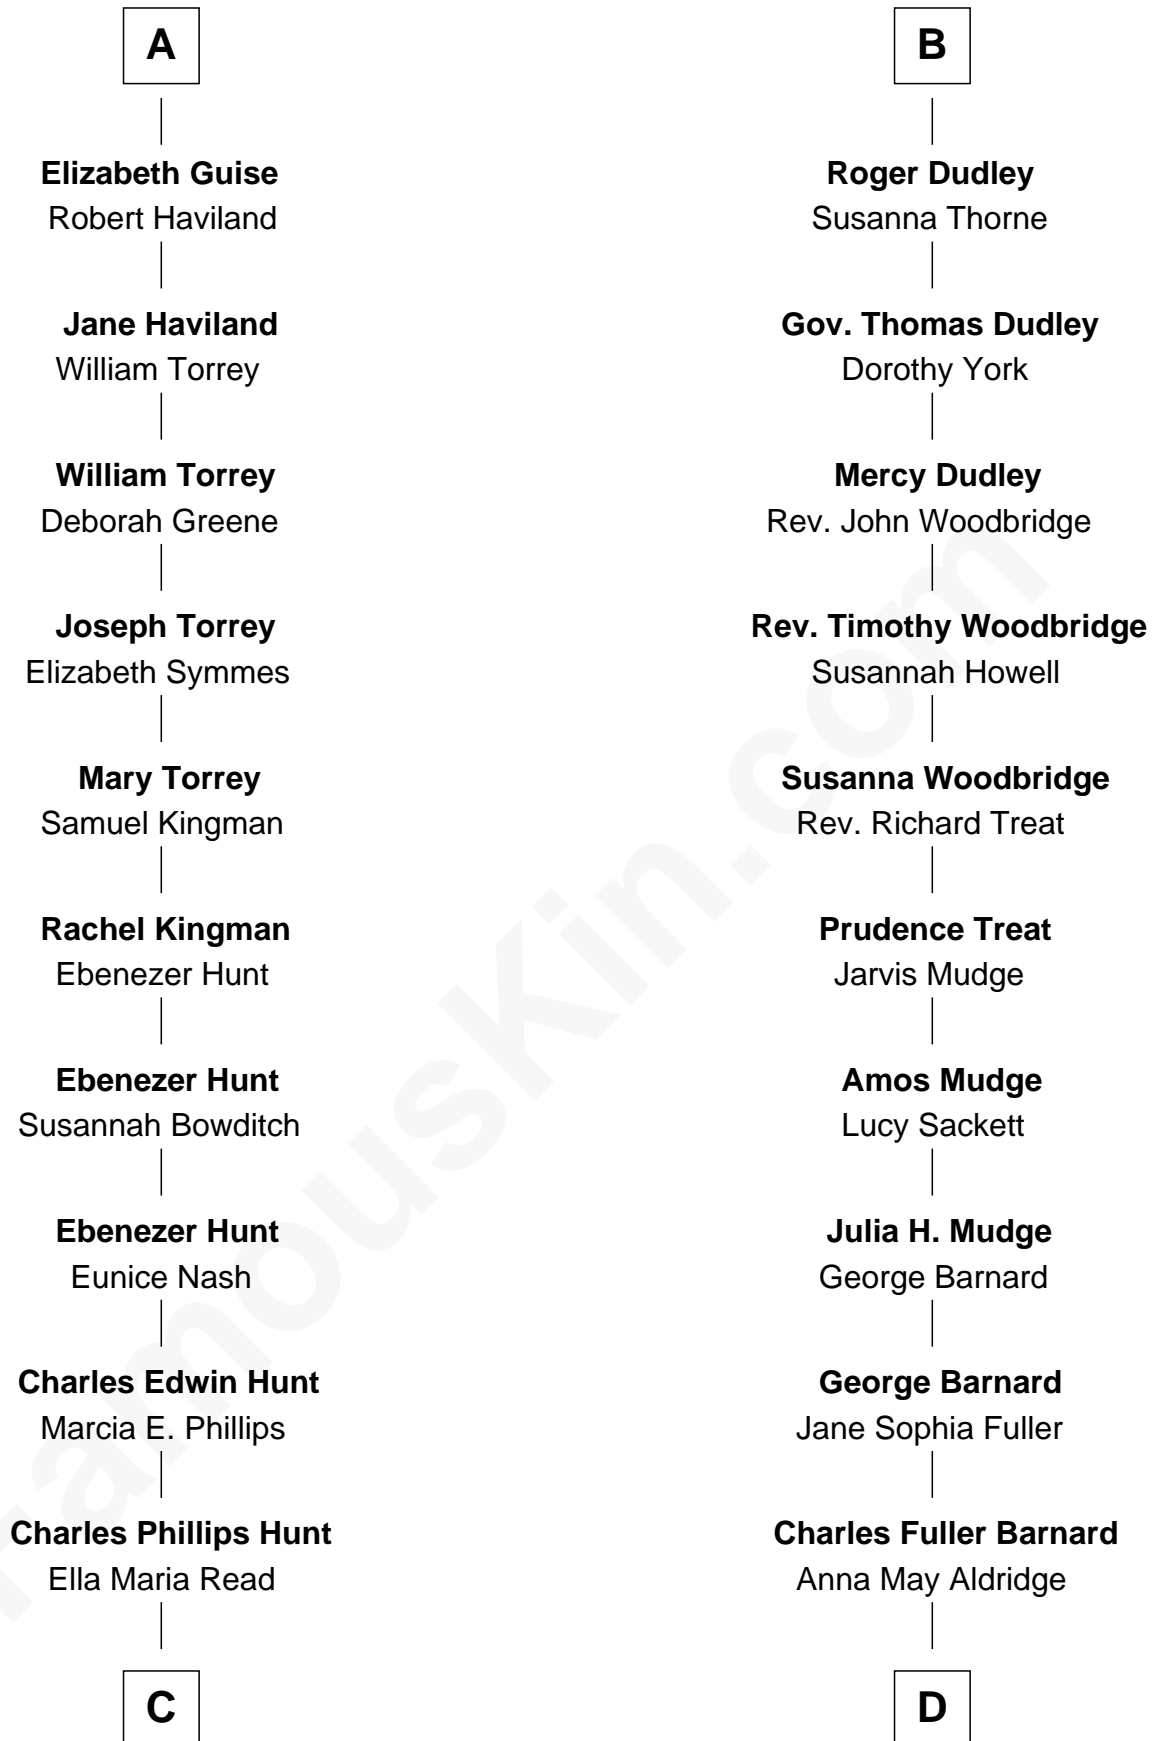 A
Elizabeth Guise
Robert Haviland
Jane Haviland
William Torrey
William Torrey
Deborah Greene
Joseph Torrey
Elizabeth Symmes
Mary Torrey
Samuel Kingman
Rachel Kingman
Ebenezer Hunt
Ebenezer Hunt
Susannah Bowditch
Ebenezer Hunt
Eunice Nash
Charles Edwin Hunt
Marcia E. Phillips
Charles Phillips Hunt
Ella Maria Read
C
B
Roger Dudley
Susanna Thorne
Gov. Thomas Dudley
Dorothy York
Mercy Dudley
Rev. John Woodbridge
Rev. Timothy Woodbridge
Susannah Howell
Susanna Woodbridge
Rev. Richard Treat
Prudence Treat
Jarvis Mudge
Amos Mudge
Lucy Sackett
Julia H. Mudge
George Barnard
George Barnard
Jane Sophia Fuller
Charles Fuller Barnard
Anna May Aldridge
D
FamousKin.com